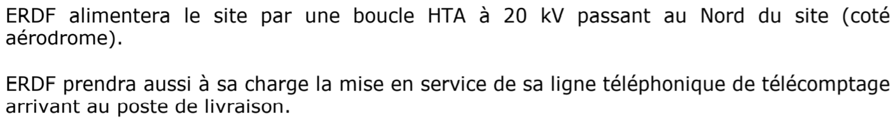 ERDF alimentera le site par une boucle HTA à 20 kV passant au Nord du site (coté
aérodrome).
ERDF prendra aussi à sa charge la mise en service de sa ligne téléphonique de télécomptage
arrivant au poste de livraison.